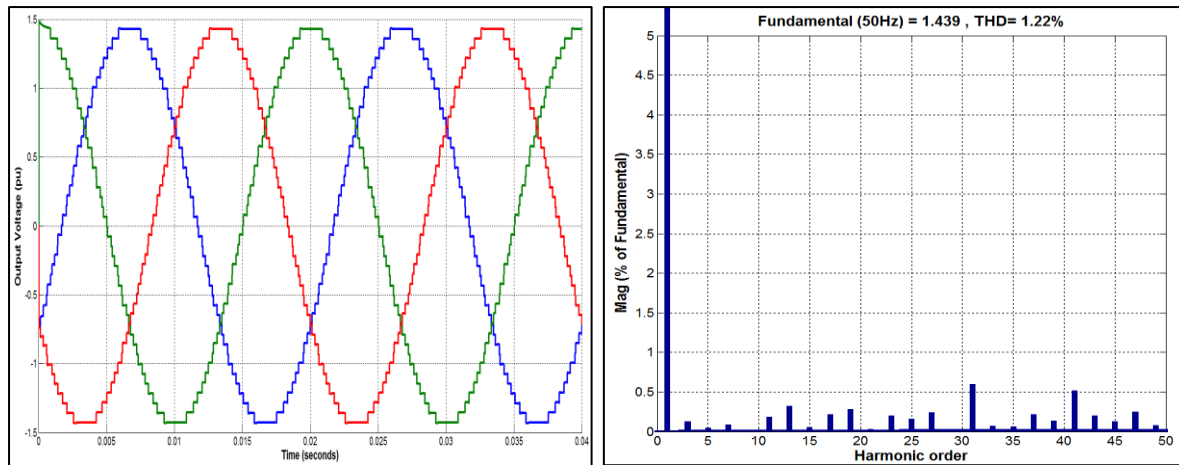 Output Voltage (pu)
1.5
1
0.5
0
-0.5
-1
-1.5
0 0.005 0.01 0.015 0.02 0.025 0.03 0.035 0.04
Time (seconds)
Fundamental (50Hz) = 1.439 , THD= 1.22%
Mag (% of Fundamental)
5
4.5
4
3.5
3
2.5
2
1.5
1
0.5
0
0 5 10 15 20 25 30 35 40 45 50
Harmonic order